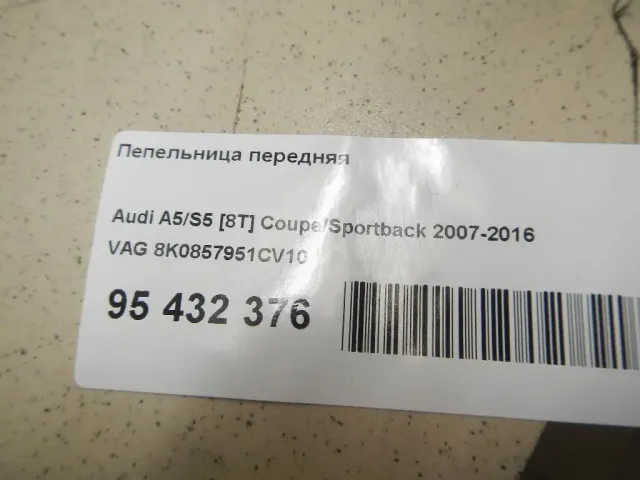 Пепельница передняя
Audi A5/S5 [8T] Coupe/Sportback 2007-2016
VAG 8K0857951CV10
95 432 376